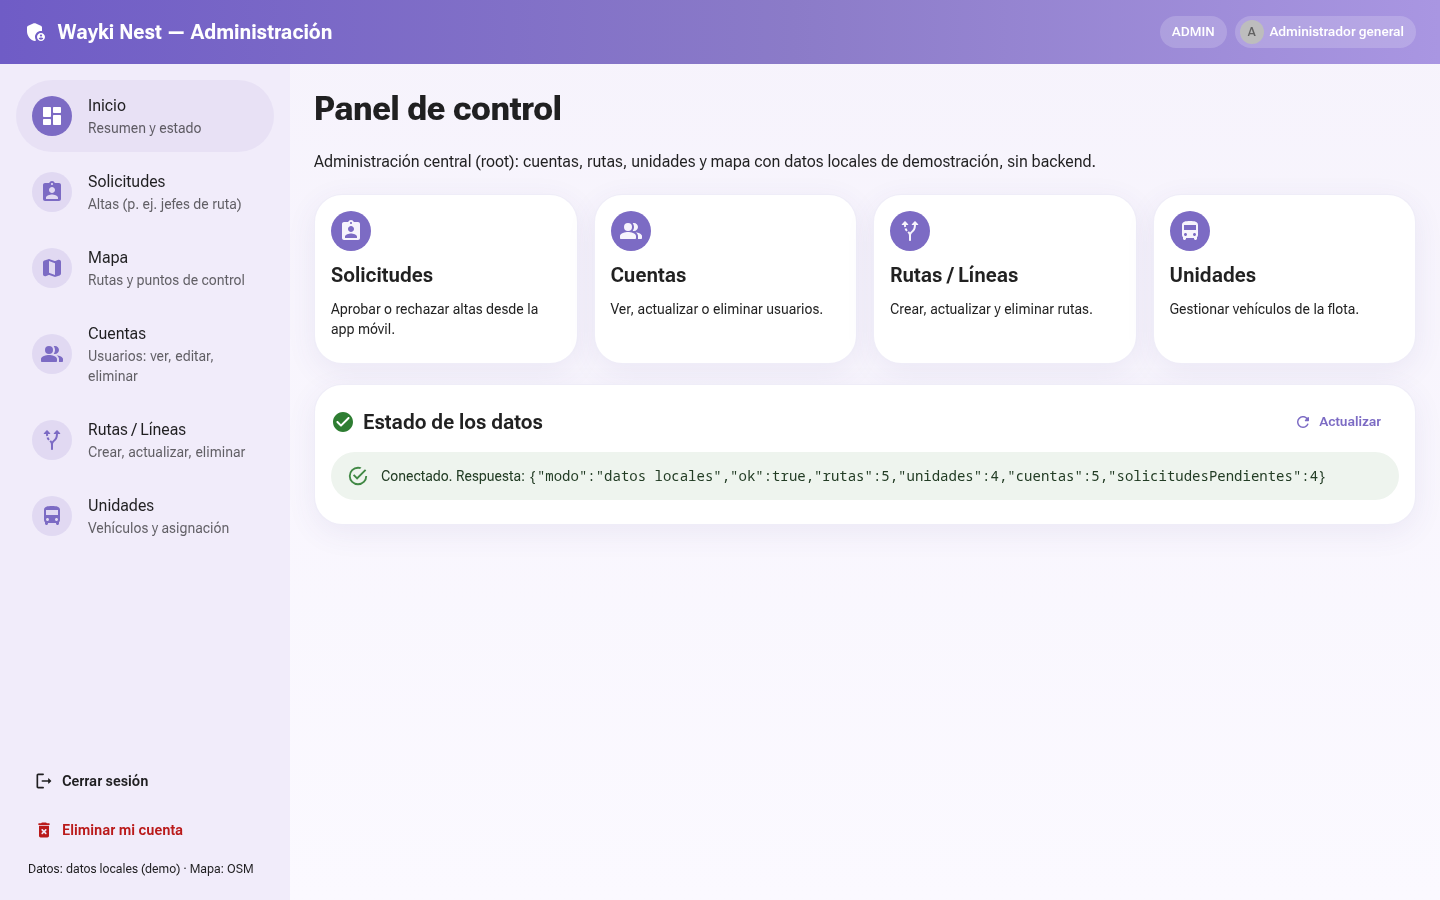 Wayki Nest — Administración
ADMIN
A
Administrador general
Inicio
Resumen y estado
Solicitudes
Altas (p. ej. jefes de ruta)
Mapa
Rutas y puntos de control
Cuentas
Usuarios: ver, editar,
eliminar
Rutas / Líneas
Crear, actualizar, eliminar
Unidades
Vehículos y asignación
Cerrar sesión
Eliminar mi cuenta
Datos: datos locales (demo) · Mapa: OSM
Panel de control
Administración central (root): cuentas, rutas, unidades y mapa con datos locales de demostración, sin backend.
Solicitudes
Aprobar o rechazar altas desde la
app móvil.
Cuentas
Ver, actualizar o eliminar usuarios.
Rutas / Líneas
Crear, actualizar y eliminar rutas.
Unidades
Gestionar vehículos de la flota.
Estado de los datos
Actualizar
Conectado. Respuesta: {"modo":"datos locales","ok":true,"rutas":5,"unidades":4,"cuentas":5,"solicitudesPendientes":4}